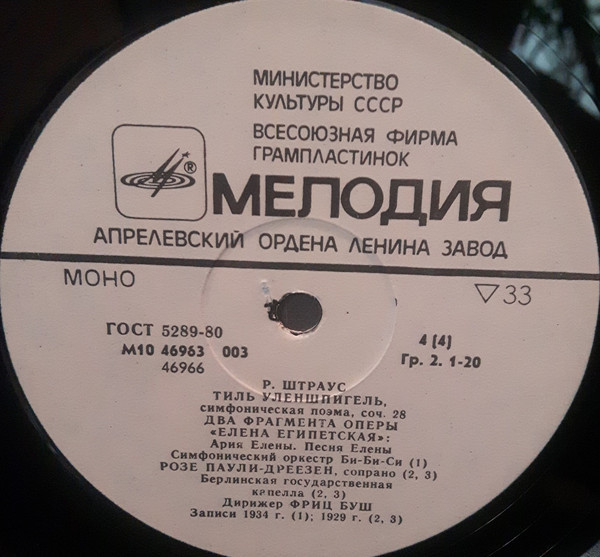 МИНИСТЕРСТВО
КУЛЬТУРЫ СССР
ВСЕСОЮЗНАЯ ФИРМА
ГРАМПЛАСТИНОК
®
МЕЛОДИЯ
АПРЕЛЕВСКИЙ ОРДЕНА ЛЕНИНА ЗАВОД
МОНО
▽33
ГОСТ 5289-80
М10 46963 003
46966
4 (4)
Гр. 2. 1-20
Р. ШТРАУС
ТИЛЬ УЛЕНШПИГЕЛЬ,
симфоническая поэма, соч. 28
ДВА ФРАГМЕНТА ОПЕРЫ
«ЕЛЕНА ЕГИПЕТСКАЯ»:
Ария Елены. Песня Елены
Симфонический оркестр Би-Би-Си (1)
РОЗЕ ПАУЛИ-ДРЕЕЗЕН, сопрано (2, 3)
Берлинская государственная
капелла (2, 3)
Дирижер ФРИЦ БУШ
Записи 1934 г. (1); 1929 г. (2, 3)